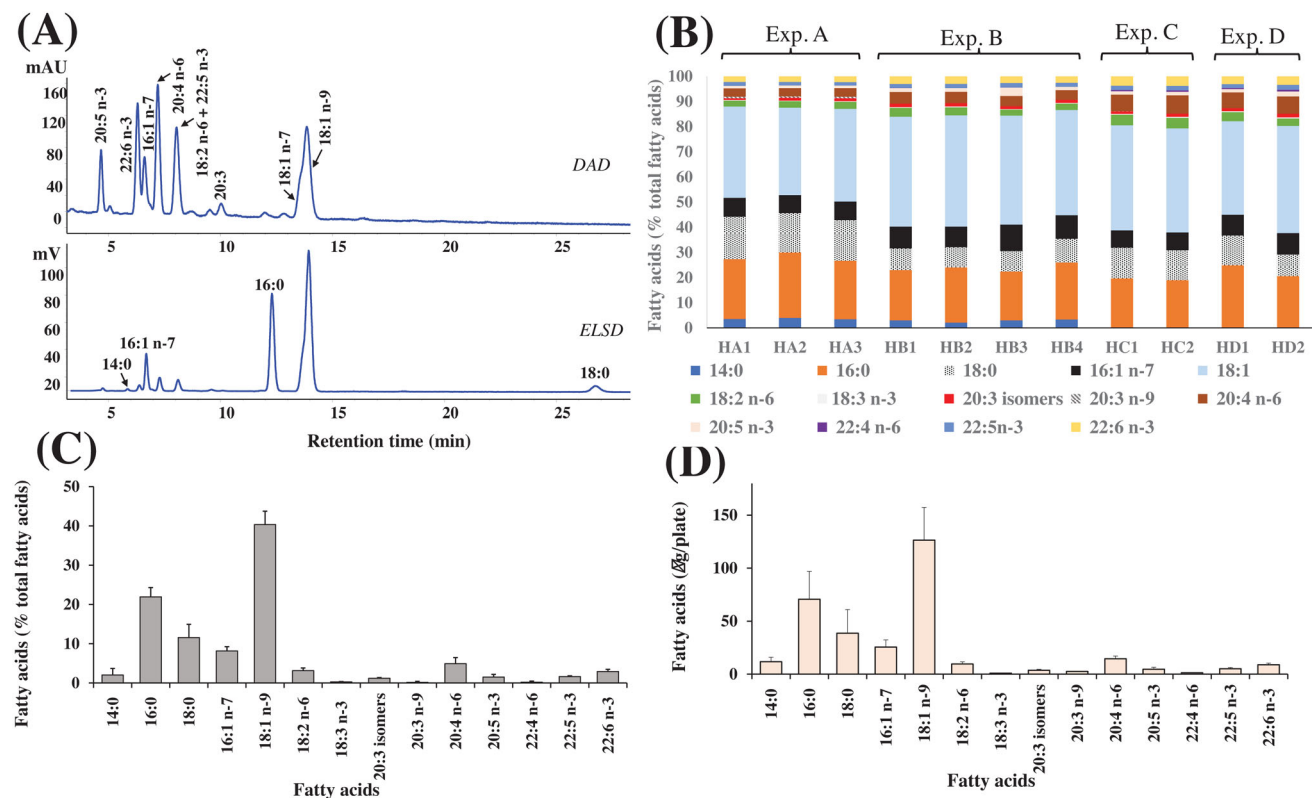 (A)
mAU
160
120
80
40
0
20:5 n-3
22:6 n-3
16:1 n-7
20:4 n-6
18:2 n-6 + 22:5 n-3
20:3
18:1 n-7
18:1 n-9
DAD
5
10
15
20
25
mV
100
80
60
40
20
14:0
16:1 n-7
16:0
18:0
ELSD
5
10
15
20
25
Retention time (min)
(B)
Exp. A
Exp. B
Exp. C
Exp. D
Fatty acids (% total fatty acids)
100
90
80
70
60
50
40
30
20
10
0
HA1 HA2 HA3 HB1 HB2 HB3 HB4 HC1 HC2 HD1 HD2
14:0 16:0 18:0 16:1 n-7 18:1
18:2 n-6 18:3 n-3 20:3 isomers 20:3 n-9 20:4 n-6
20:5 n-3 22:4 n-6 22:5n-3 22:6 n-3
(C)
Fatty acids (% total fatty acids)
50
40
30
20
10
0
14:0
16:0
18:0
16:1 n-7
18:1 n-9
18:2 n-6
18:3 n-3
20:3 isomers
20:3 n-9
20:4 n-6
20:5 n-3
22:4 n-6
22:5 n-3
22:6 n-3
Fatty acids
(D)
Fatty acids (g/plate)
150
100
50
0
14:0
16:0
18:0
16:1 n-7
18:1 n-9
18:2 n-6
18:3 n-3
20:3 isomers
20:3 n-9
20:4 n-6
20:5 n-3
22:4 n-6
22:5 n-3
22:6 n-3
Fatty acids